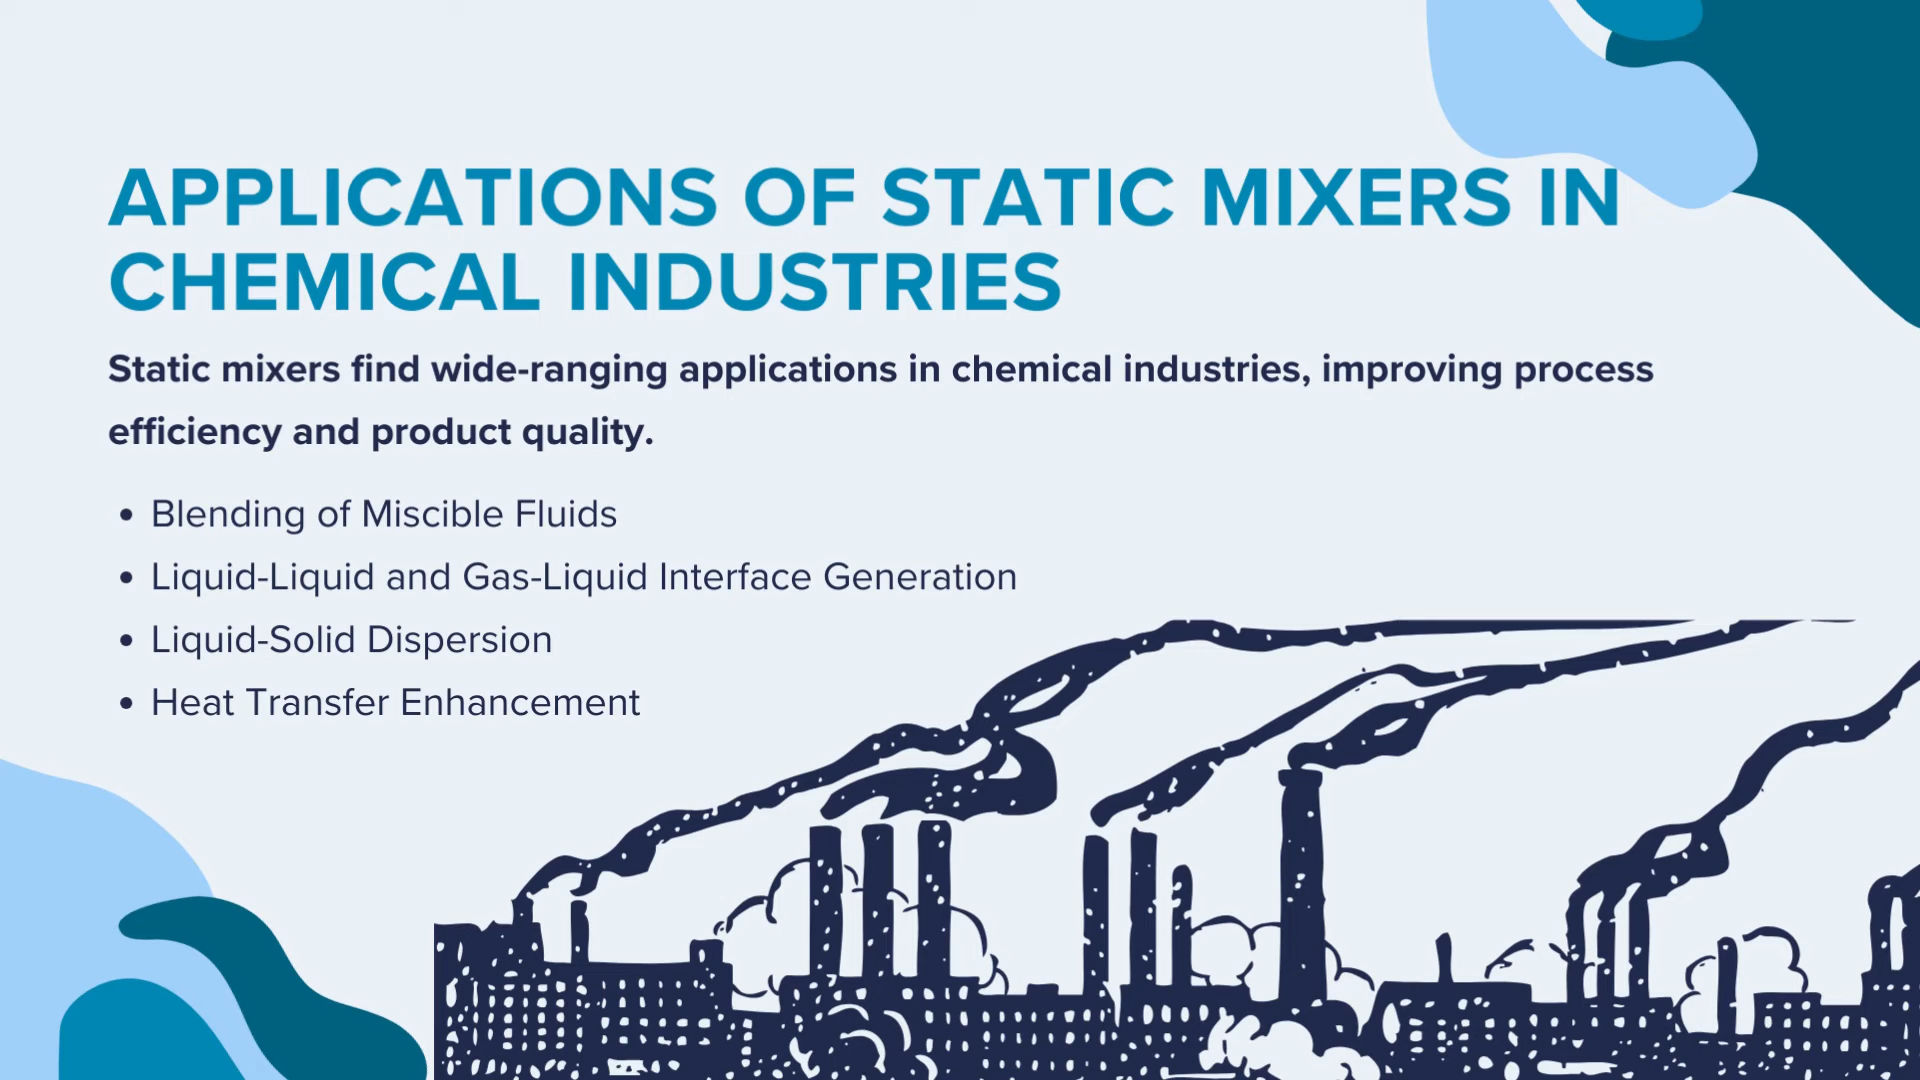 APPLICATIONS OF STATIC MIXERS IN
CHEMICAL INDUSTRIES
Static mixers find wide-ranging applications in chemical industries, improving process
efficiency and product quality.
• Blending of Miscible Fluids
• Liquid-Liquid and Gas-Liquid Interface Generation
• Liquid-Solid Dispersion
• Heat Transfer Enhancement